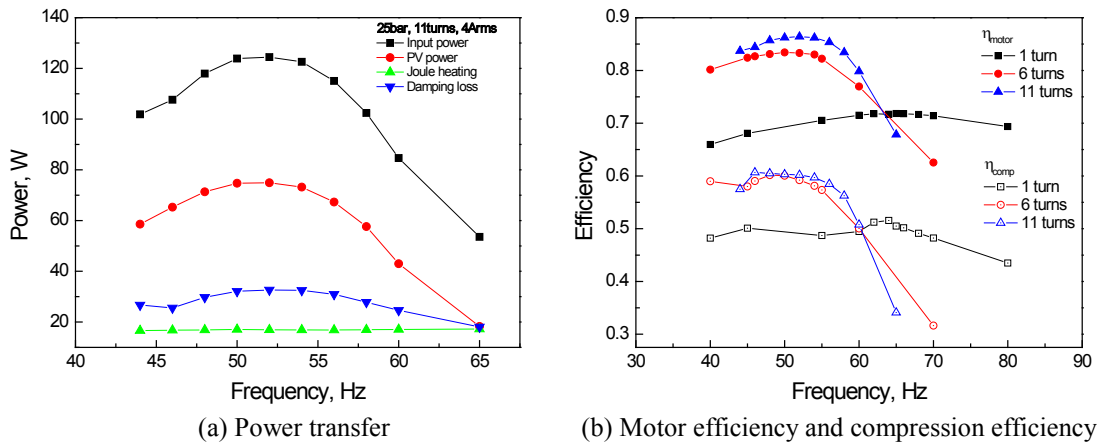 25bar, 11turns, 4Arms
Input power
PV power
Joule heating
Damping loss
140
120
100
80
60
40
20
45
50
55
60
65
Power, W
Frequency, Hz
(a) Power transfer
ηmotor
1 turn
6 turns
11 turns
ηcomp
1 turn
6 turns
11 turns
0.9
0.8
0.7
0.6
0.5
0.4
0.3
30
40
50
60
70
80
90
Efficiency
Frequency, Hz
(b) Motor efficiency and compression efficiency